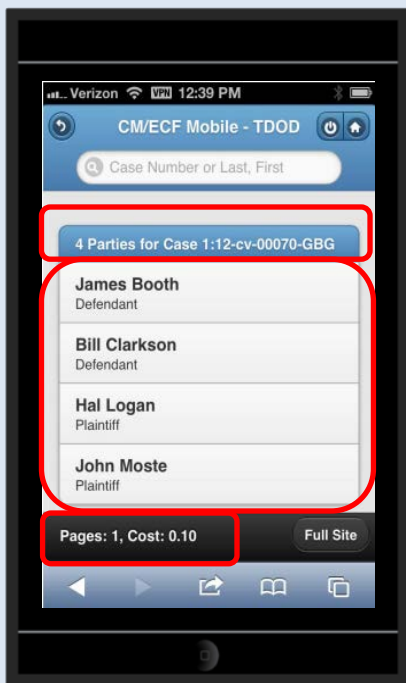 Verizon VPN 12:39 PM
CM/ECF Mobile - TDOD
Case Number or Last, First
4 Parties for Case 1:12-cv-00070-GBG
James Booth
Defendant
Bill Clarkson
Defendant
Hal Logan
Plaintiff
John Moste
Plaintiff
Pages: 1, Cost: 0.10 Full Site